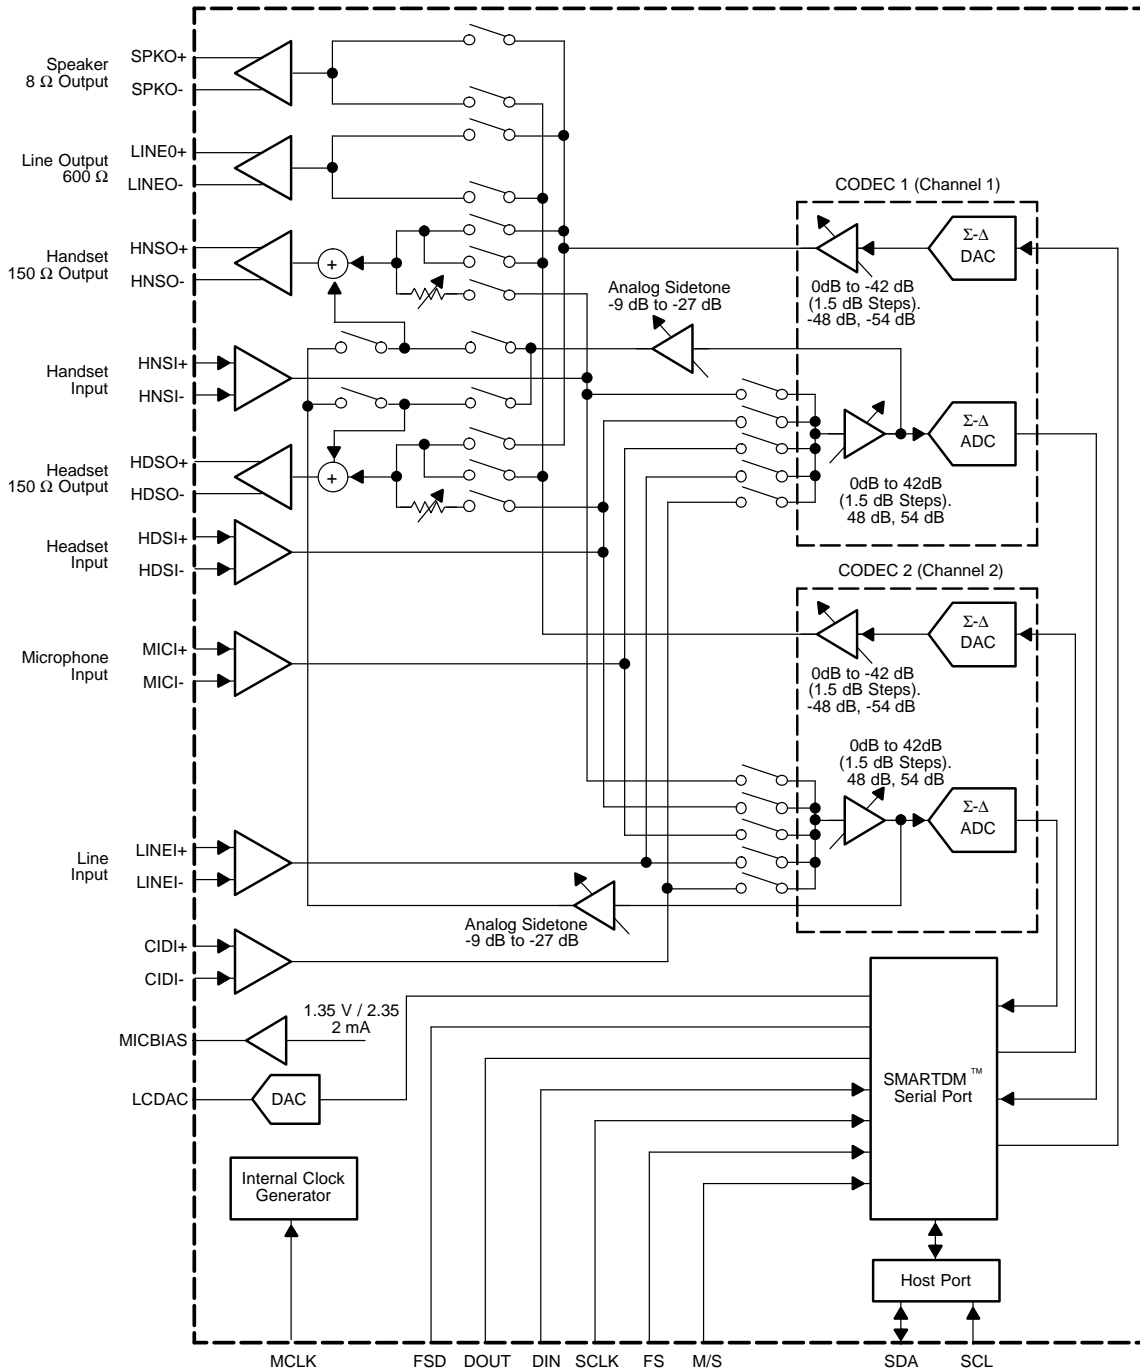 Speaker
8 Ω Output
SPKO+
SPKO-
Line Output
600 Ω
LINE0+
LINEO-
CODEC 1 (Channel 1)
Handset
150 Ω Output
HNSO+
HNSO-
+
Σ-Δ
DAC
0dB to -42 dB
(1.5 dB Steps).
-48 dB, -54 dB
Analog Sidetone
-9 dB to -27 dB
Handset
Input
HNSI+
HNSI-
Σ-Δ
ADC
0dB to 42dB
(1.5 dB Steps).
48 dB, 54 dB
Headset
150 Ω Output
HDSO+
HDSO-
+
Headset
Input
HDSI+
HDSI-
CODEC 2 (Channel 2)
Σ-Δ
DAC
0dB to -42 dB
(1.5 dB Steps).
-48 dB, -54 dB
Microphone
Input
MICI+
MICI-
0dB to 42dB
(1.5 dB Steps).
48 dB, 54 dB
Σ-Δ
ADC
Line
Input
LINEI+
LINEI-
Analog Sidetone
-9 dB to -27 dB
CIDI+
CIDI-
1.35 V / 2.35
2 mA
MICBIAS
LCDAC
DAC
SMARTDM™
Serial Port
Internal Clock
Generator
Host Port
MCLK
FSD
DOUT
DIN
SCLK
FS
M/S
SDA
SCL